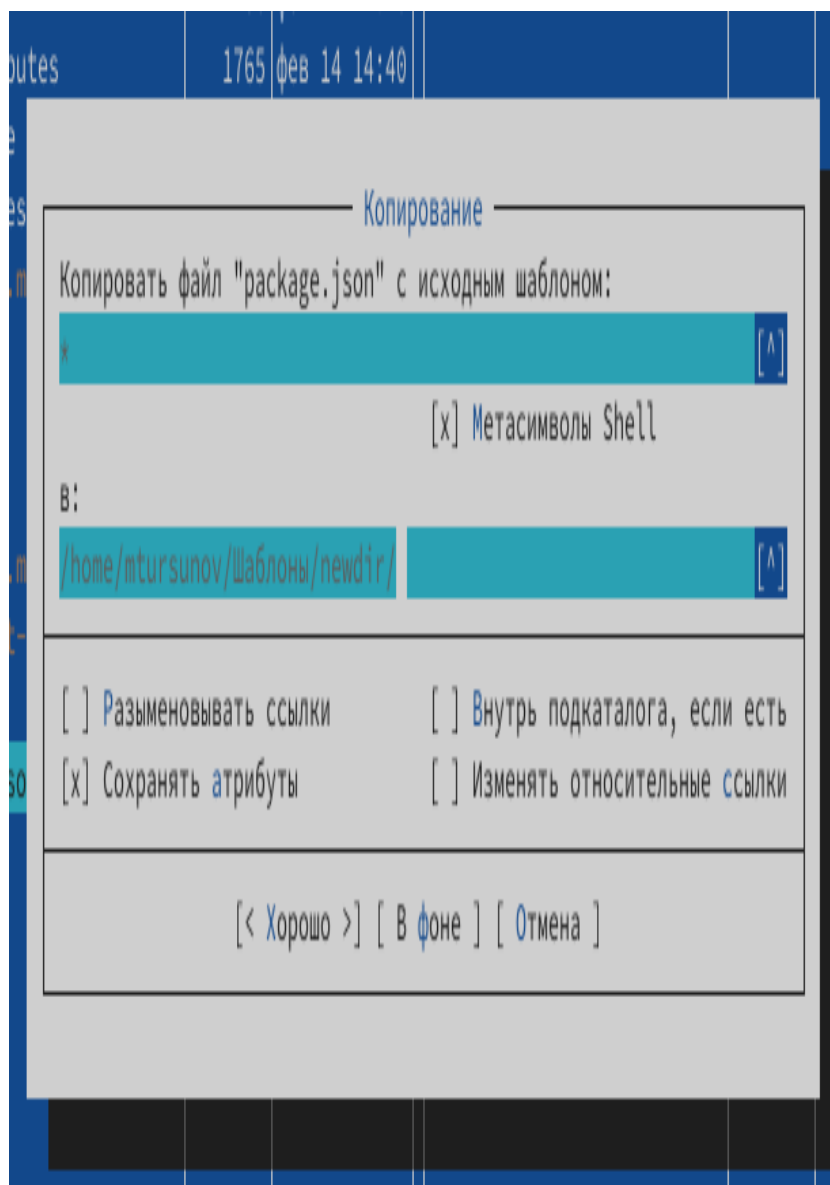 1765 фев 14 14:40
Копирование
Копировать файл "package.json" с исходным шаблоном:
* [^]
[x] Метасимволы Shell
в:
/home/mtursunov/Шаблоны/newdir/ [^]
[ ] Разыменовывать ссылки [ ] Внутрь подкаталога, если есть
[x] Сохранять атрибуты [ ] Изменять относительные ссылки
[< Хорошо >] [ В фоне ] [ Отмена ]